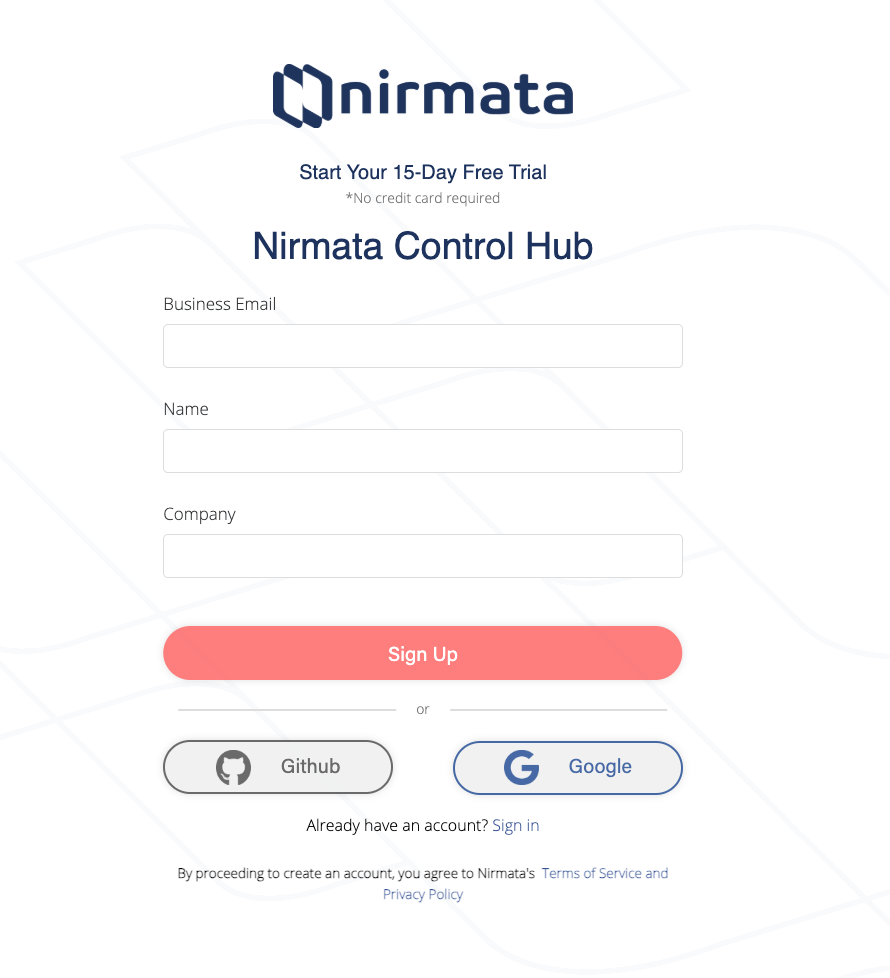 nirmata
Start Your 15-Day Free Trial
*No credit card required
Nirmata Control Hub
Business Email
Name
Company
Sign Up
or
Github
Google
Already have an account? Sign in
By proceeding to create an account, you agree to Nirmata's Terms of Service and
Privacy Policy